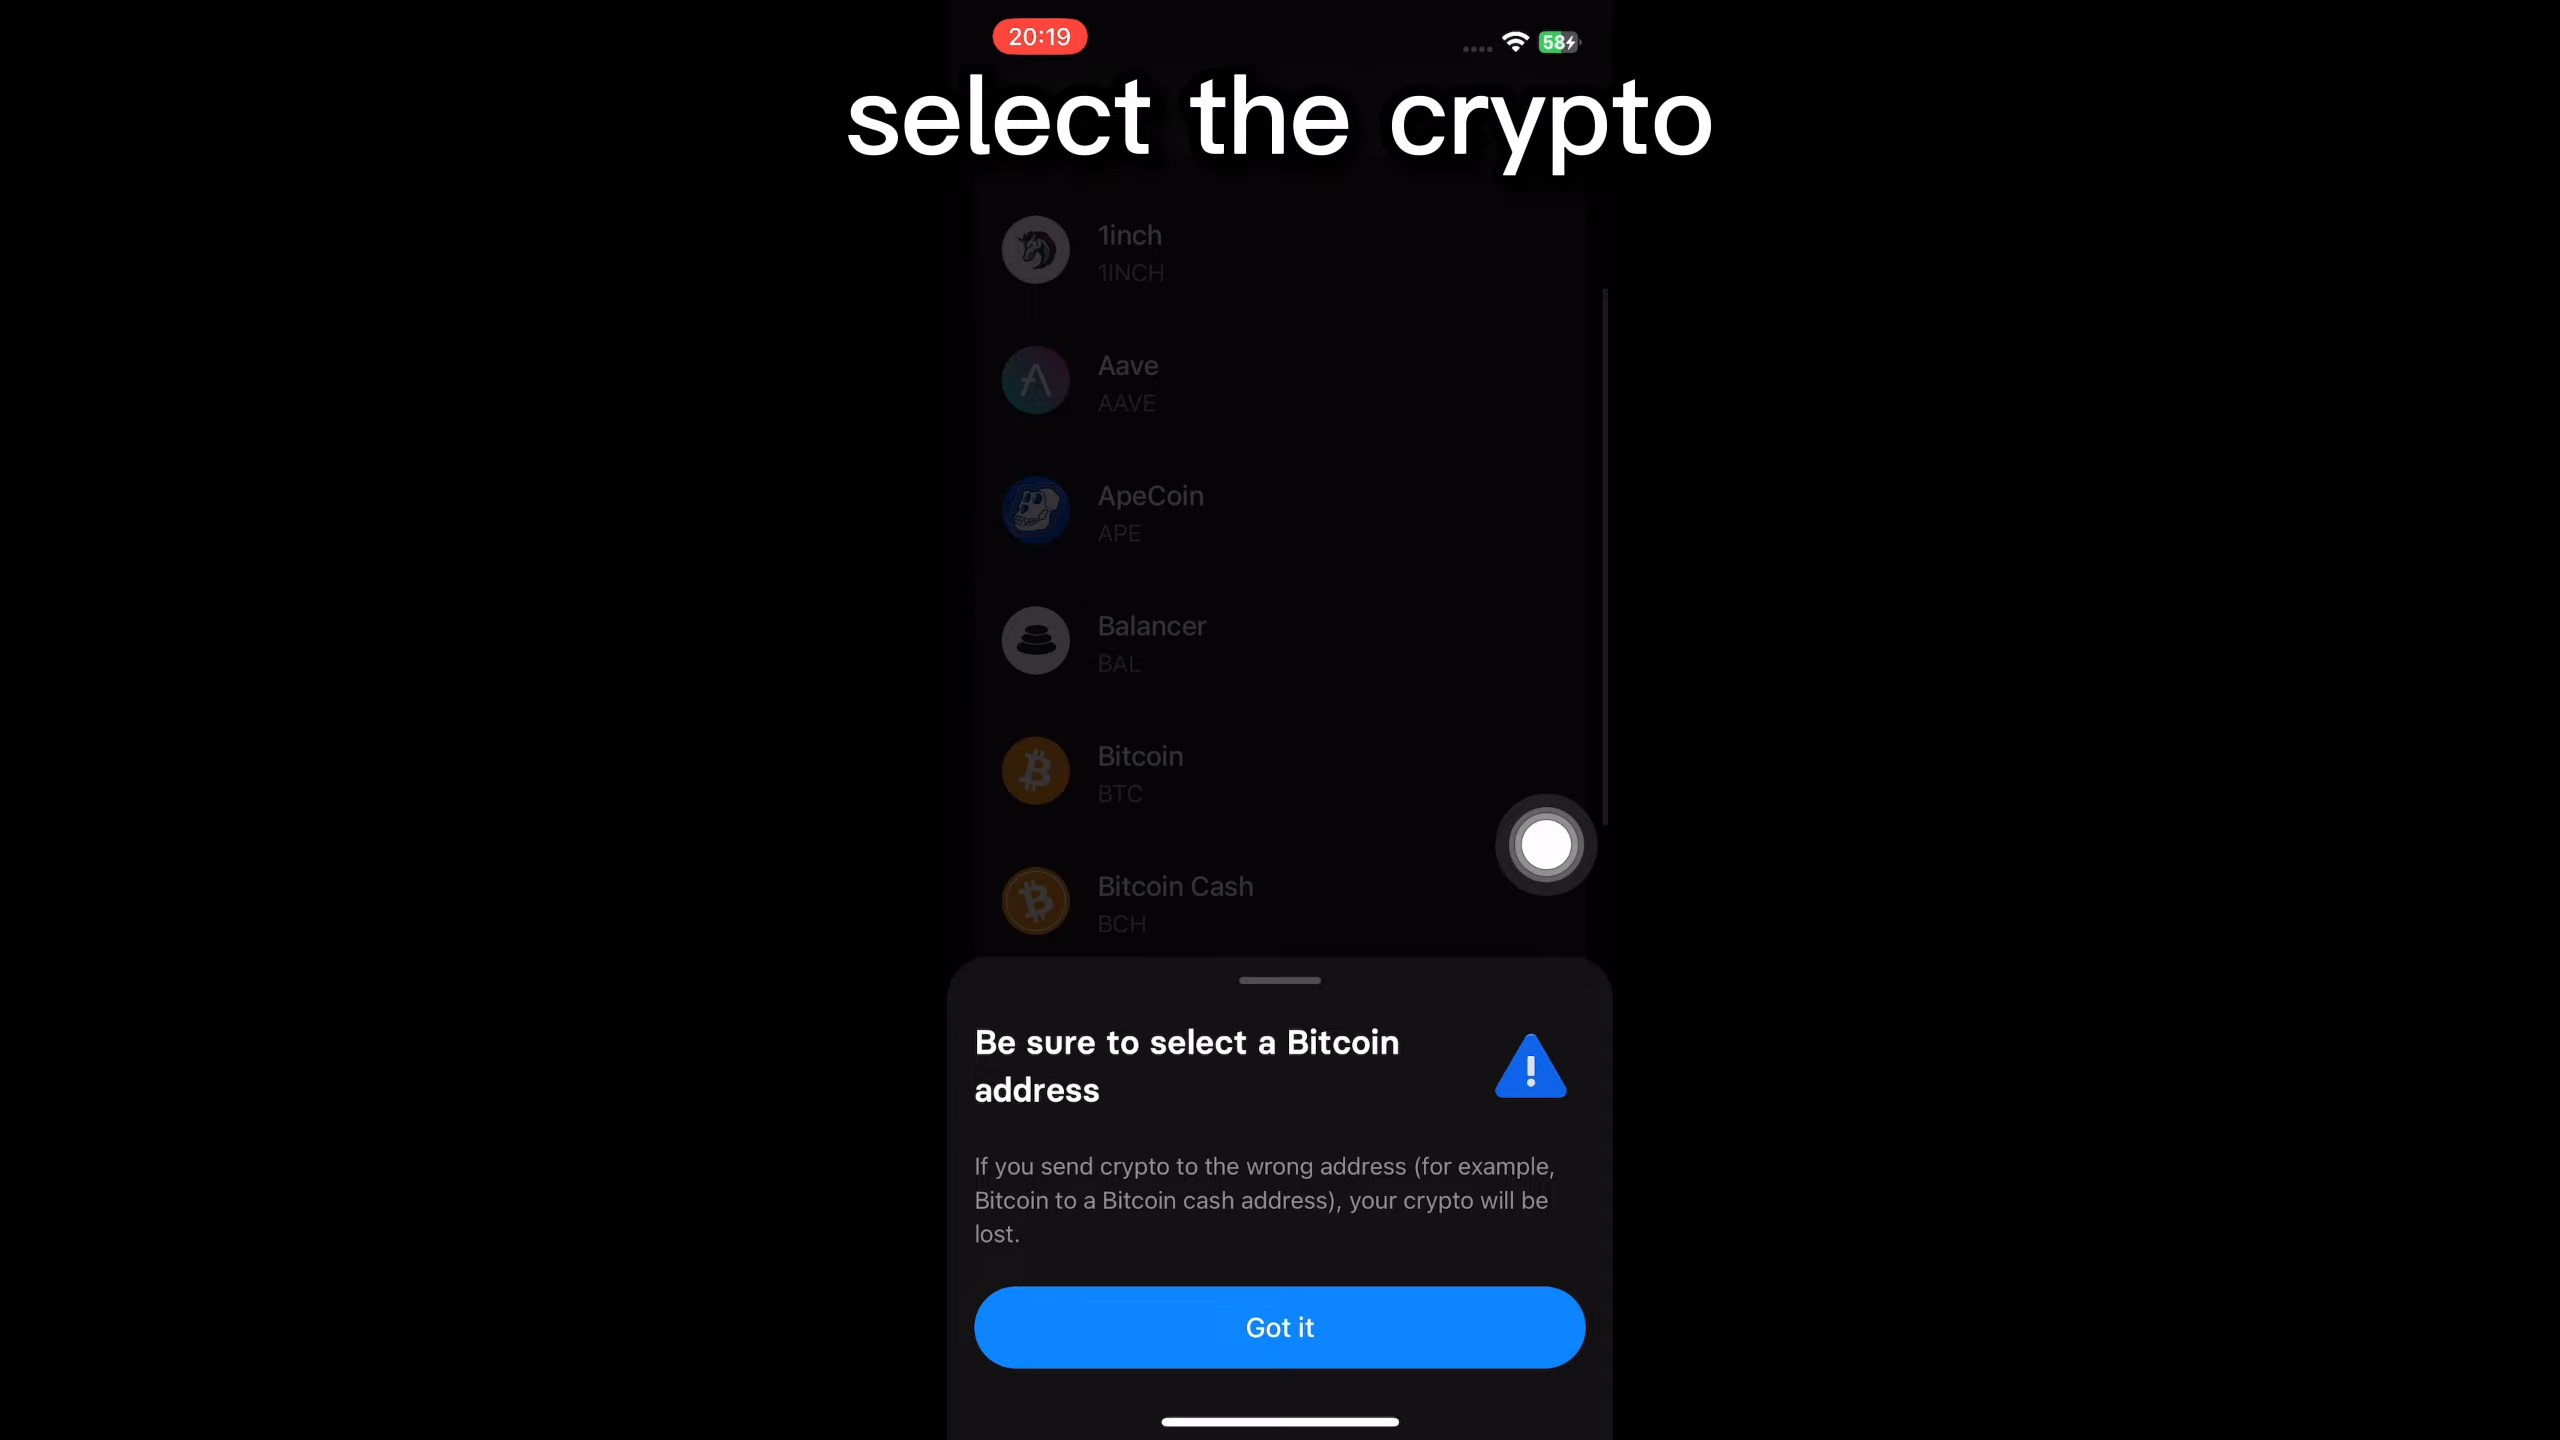 20:19
58
select the crypto
1inch
1INCH
Aave
AAVE
ApeCoin
APE
Balancer
BAL
Bitcoin
BTC
Bitcoin Cash
BCH
Be sure to select a Bitcoin
address
If you send crypto to the wrong address (for example,
Bitcoin to a Bitcoin cash address), your crypto will be
lost.
Got it